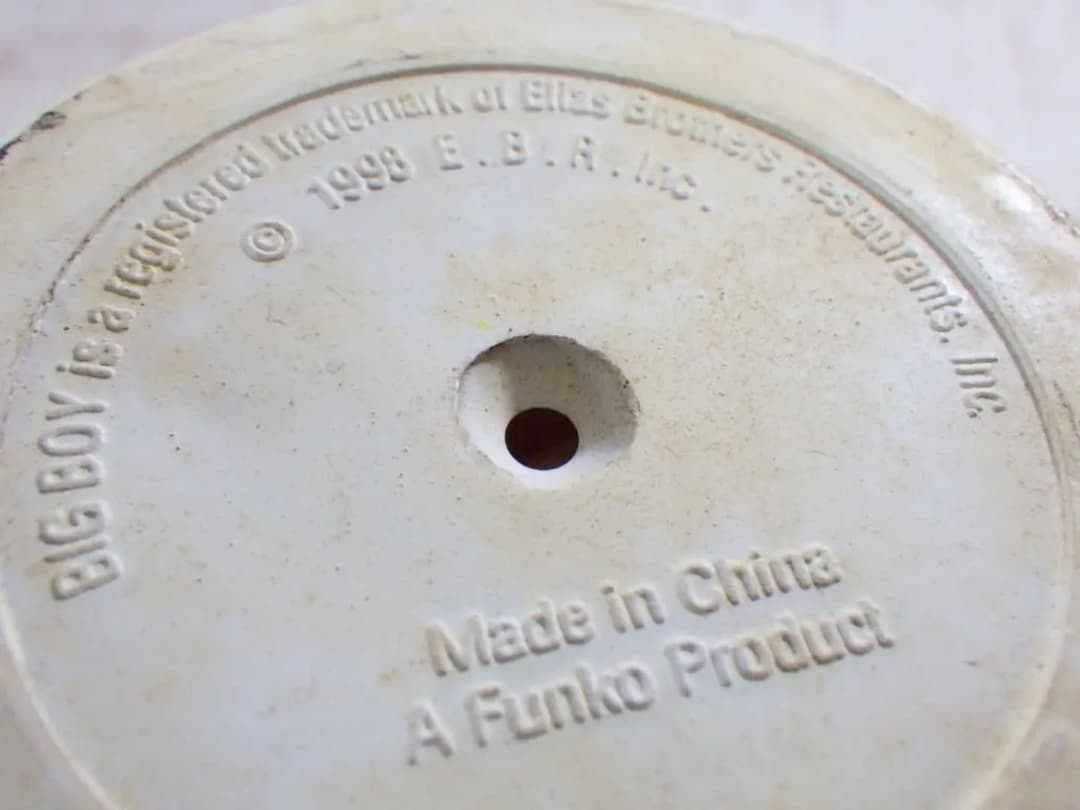 BIG BOY is a registered trademark of Elias Brothers Restaurants, Inc.
© 1998 E.B.R. Inc.
Made in China
A Funko Product